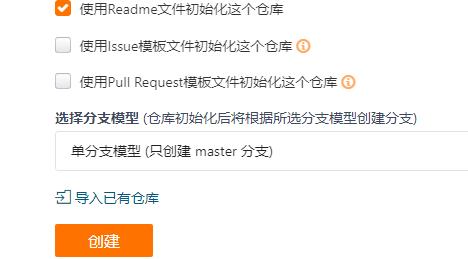 使用Readme文件初始化这个仓库
使用Issue模板文件初始化这个仓库
使用Pull Request模板文件初始化这个仓库
选择分支模型 (仓库初始化后将根据所选分支模型创建分支)
单分支模型 (只创建 master 分支)
导入已有仓库
创建